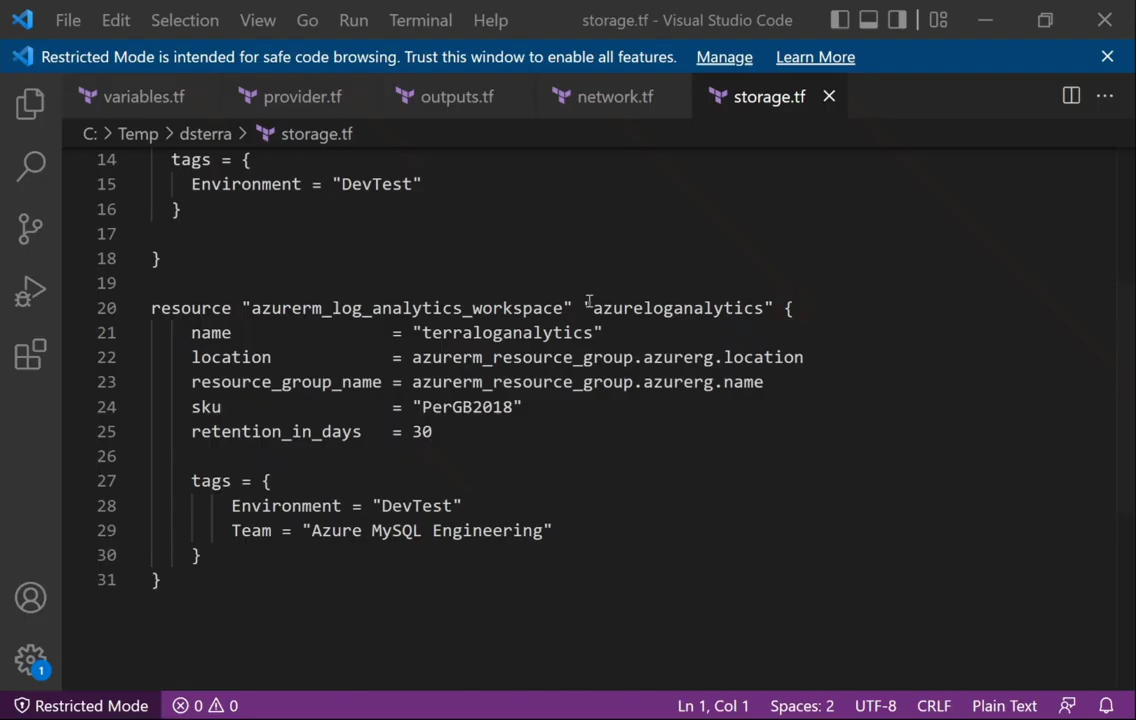 File Edit Selection View Go Run Terminal Help storage.tf - Visual Studio Code
Restricted Mode is intended for safe code browsing. Trust this window to enable all features. Manage Learn More
variables.tf provider.tf outputs.tf network.tf storage.tf
C: > Temp > dsterra > storage.tf
14 tags = {
15 Environment = "DevTest"
16 }
17
18 }
19
20 resource "azurerm_log_analytics_workspace" "azureloganalytics" {
21 name = "terraloganalytics"
22 location = azurerm_resource_group.azurerg.location
23 resource_group_name = azurerm_resource_group.azurerg.name
24 sku = "PerGB2018"
25 retention_in_days = 30
26
27 tags = {
28 Environment = "DevTest"
29 Team = "Azure MySQL Engineering"
30 }
31 }
1
Restricted Mode 0 0 Ln 1, Col 1 Spaces: 2 UTF-8 CRLF Plain Text